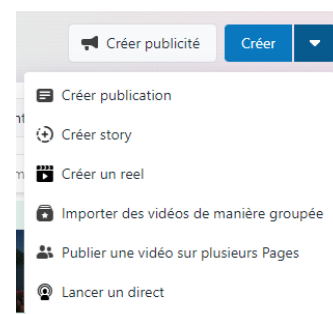 Créer publicité
Créer
Créer publication
Créer story
Créer un reel
Importer des vidéos de manière groupée
Publier une vidéo sur plusieurs Pages
Lancer un direct